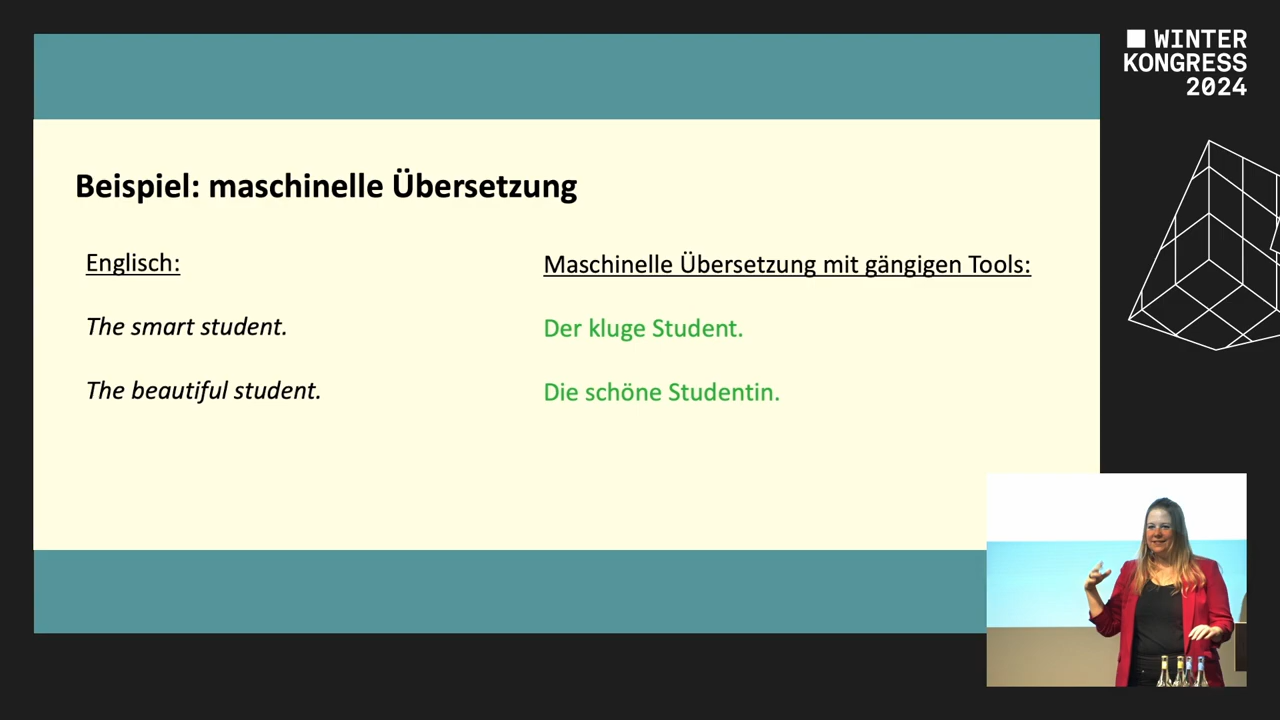 WINTER
KONGRESS
2024
Beispiel: maschinelle Übersetzung
Englisch:
Maschinelle Übersetzung mit gängigen Tools:
The smart student.
Der kluge Student.
The beautiful student.
Die schöne Studentin.